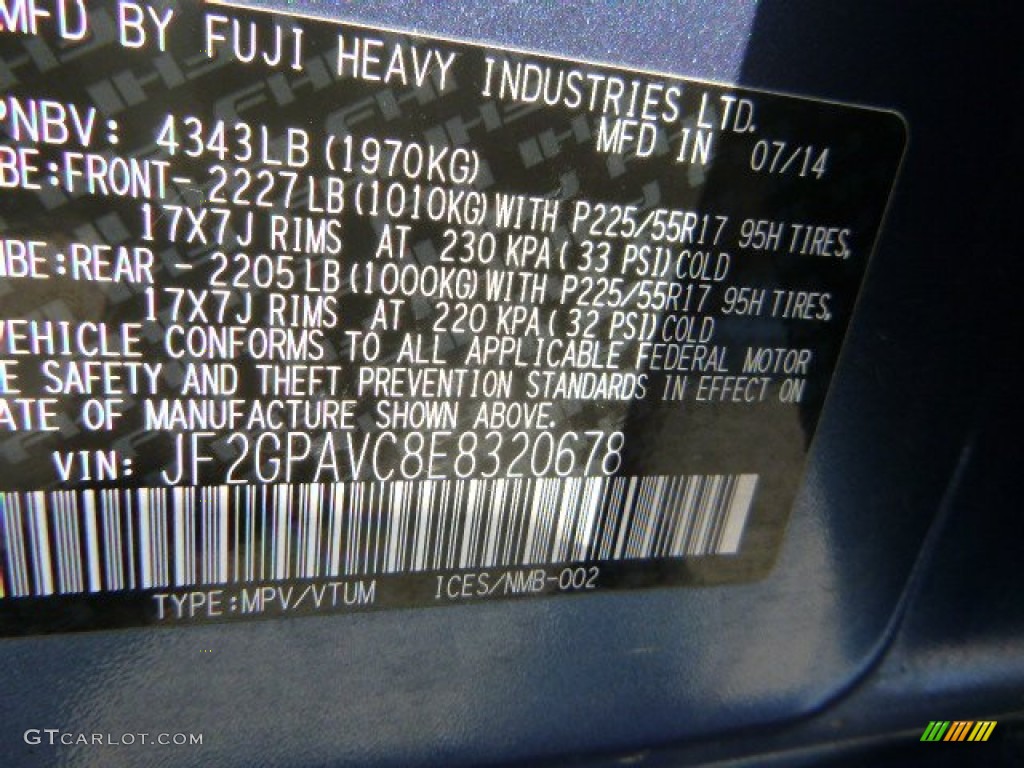 MFD BY FUJI HEAVY INDUSTRIES LTD.
MFD IN 07/14
PNBV: 4343LB (1970KG)
BE:FRONT- 2227LB (1010KG) WITH P225/55R17 95H TIRES,
17X7J RIMS AT 230 KPA(33 PSI)COLD
BE:REAR - 2205LB (1000KG) WITH P225/55R17 95H TIRES,
17X7J RIMS AT 220 KPA(32 PSI)COLD
VEHICLE CONFORMS TO ALL APPLICABLE FEDERAL MOTOR
E SAFETY AND THEFT PREVENTION STANDARDS IN EFFECT ON
ATE OF MANUFACTURE SHOWN ABOVE.
VIN: JF2GPAVC8E8320678
TYPE:MPV/VTUM ICES/NMB-002
GTCARLOT.COM